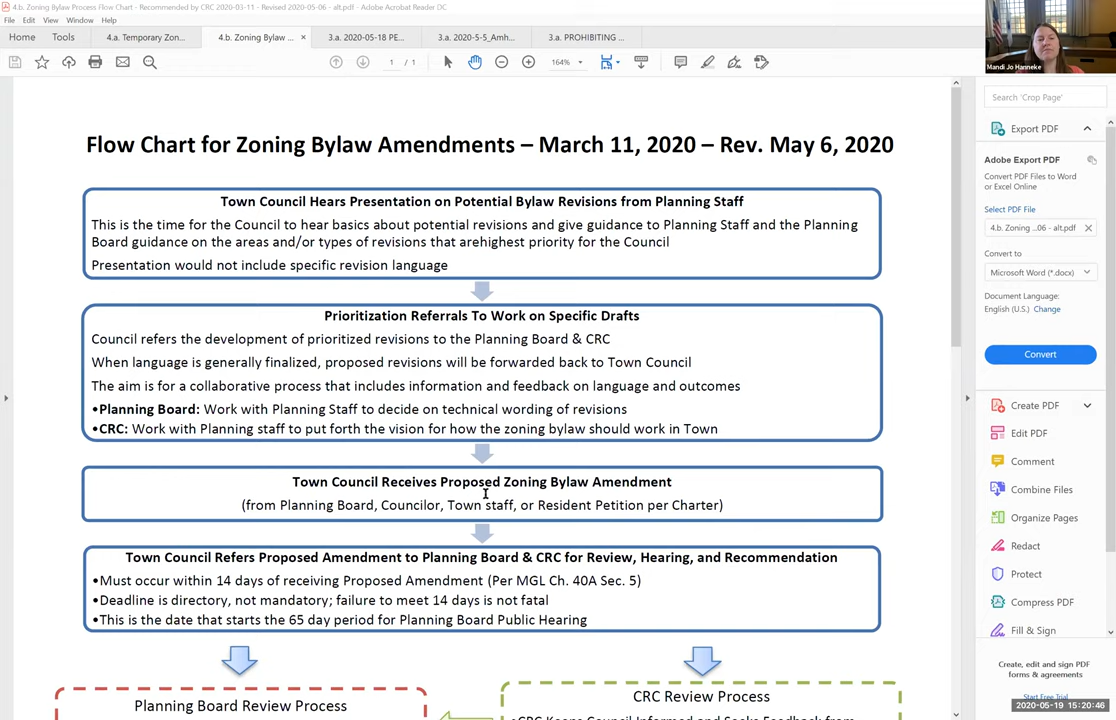 4.b. Zoning Bylaw Process Flow Chart - Recommended by CRC 2020-03-11 - Revised 2020-05-06 - alt.pdf - Adobe Acrobat Reader DC
File Edit View Window Help
Home Tools 4.a. Temporary Zon... 4.b. Zoning Bylaw ... × 3.a. 2020-05-18 PE... 3.a. 2020-5-5_Amh... 3.a. PROHIBITING ...
1 / 1 164%
Mandi Jo Hanneke
Flow Chart for Zoning Bylaw Amendments – March 11, 2020 – Rev. May 6, 2020
Town Council Hears Presentation on Potential Bylaw Revisions from Planning Staff
This is the time for the Council to hear basics about potential revisions and give guidance to Planning Staff and the Planning
Board guidance on the areas and/or types of revisions that arehighest priority for the Council
Presentation would not include specific revision language
Prioritization Referrals To Work on Specific Drafts
Council refers the development of prioritized revisions to the Planning Board & CRC
When language is generally finalized, proposed revisions will be forwarded back to Town Council
The aim is for a collaborative process that includes information and feedback on language and outcomes
•Planning Board: Work with Planning Staff to decide on technical wording of revisions
•CRC: Work with Planning staff to put forth the vision for how the zoning bylaw should work in Town
Town Council Receives Proposed Zoning Bylaw Amendment
(from Planning Board, Councilor, Town staff, or Resident Petition per Charter)
Town Council Refers Proposed Amendment to Planning Board & CRC for Review, Hearing, and Recommendation
•Must occur within 14 days of receiving Proposed Amendment (Per MGL Ch. 40A Sec. 5)
•Deadline is directory, not mandatory; failure to meet 14 days is not fatal
•This is the date that starts the 65 day period for Planning Board Public Hearing
Planning Board Review Process
CRC Review Process
•CRC Keeps Council Informed and Seeks Feedback from
Search 'Crop Page'
Export PDF
Adobe Export PDF
Convert PDF Files to Word
or Excel Online
Select PDF File
4.b. Zoning ...06 - alt.pdf ×
Convert to
Microsoft Word (*.docx)
Document Language:
English (U.S.) Change
Convert
Create PDF
Edit PDF
Comment
Combine Files
Organize Pages
Redact
Protect
Compress PDF
Fill & Sign
Create, edit and sign PDF
forms & agreements
Start Free Trial
2020-05-19 15:20:46